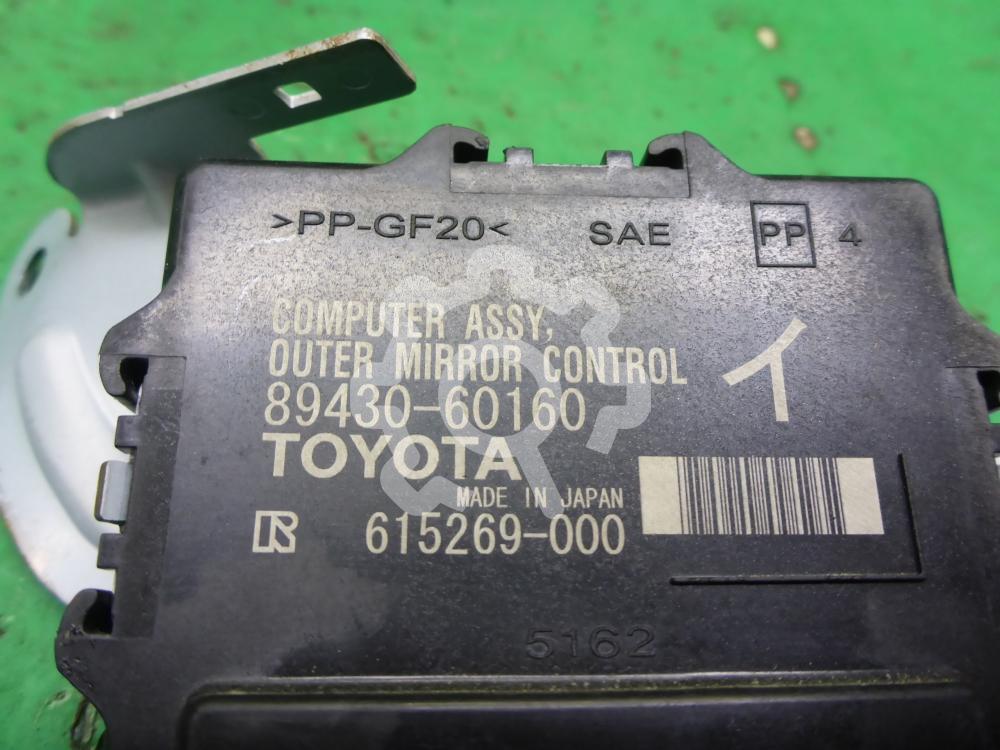 >PP-GF20< SAE PP 4
COMPUTER ASSY,
OUTER MIRROR CONTROL イ
89430-60160
TOYOTA
MADE IN JAPAN
R 615269-000
5162